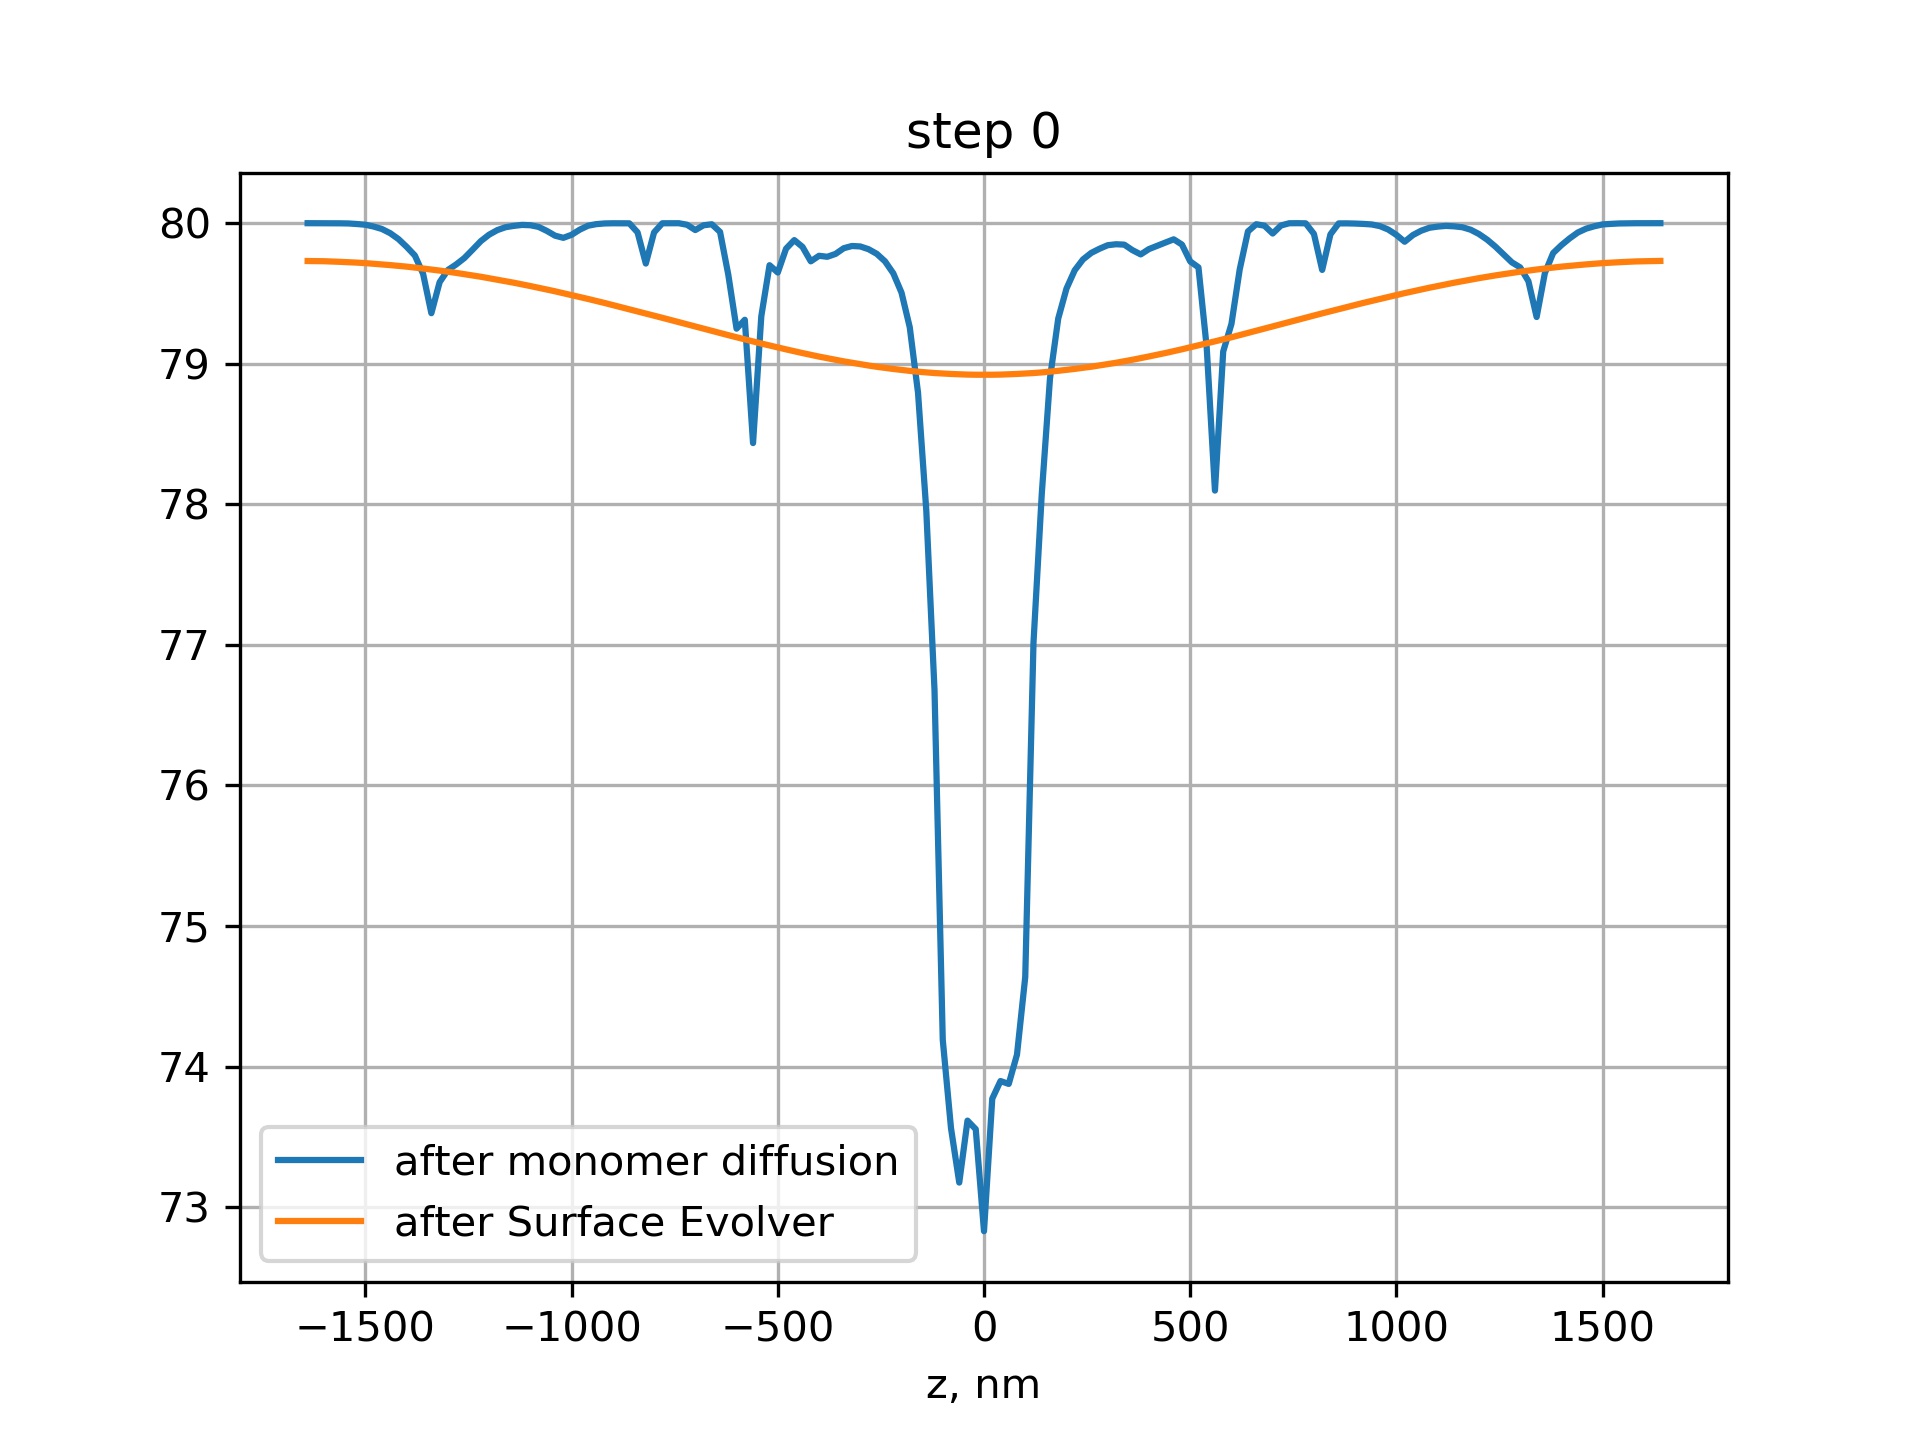 step 0
80
79
78
77
76
75
74
73
after monomer diffusion
after Surface Evolver
−1500 −1000 −500 0 500 1000 1500
z, nm